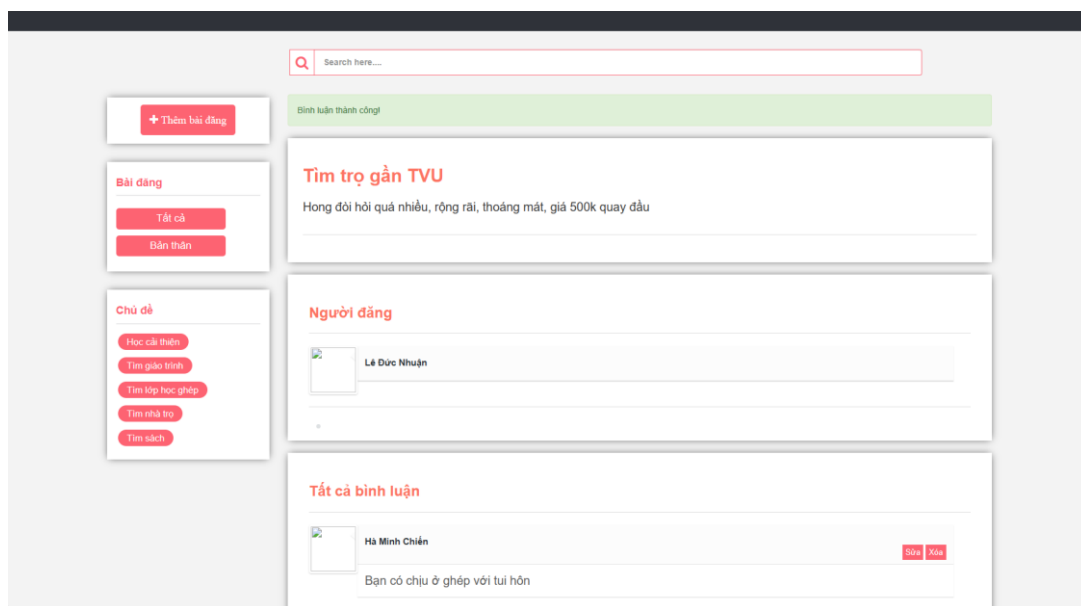 Search here....
Thêm bài đăng
Bài đăng
Tất cả
Bản thân
Chủ đề
Học cải thiện
Tìm giáo trình
Tìm lớp học ghép
Tìm nhà trọ
Tìm sách
Bình luận thành công!
Tìm trọ gần TVU
Hong đòi hỏi quá nhiều, rộng rãi, thoáng mát, giá 500k quay đầu
Người đăng
Lê Đức Nhuận
Tất cả bình luận
Hà Minh Chiến
Sửa Xóa
Bạn có chịu ở ghép với tui hôn